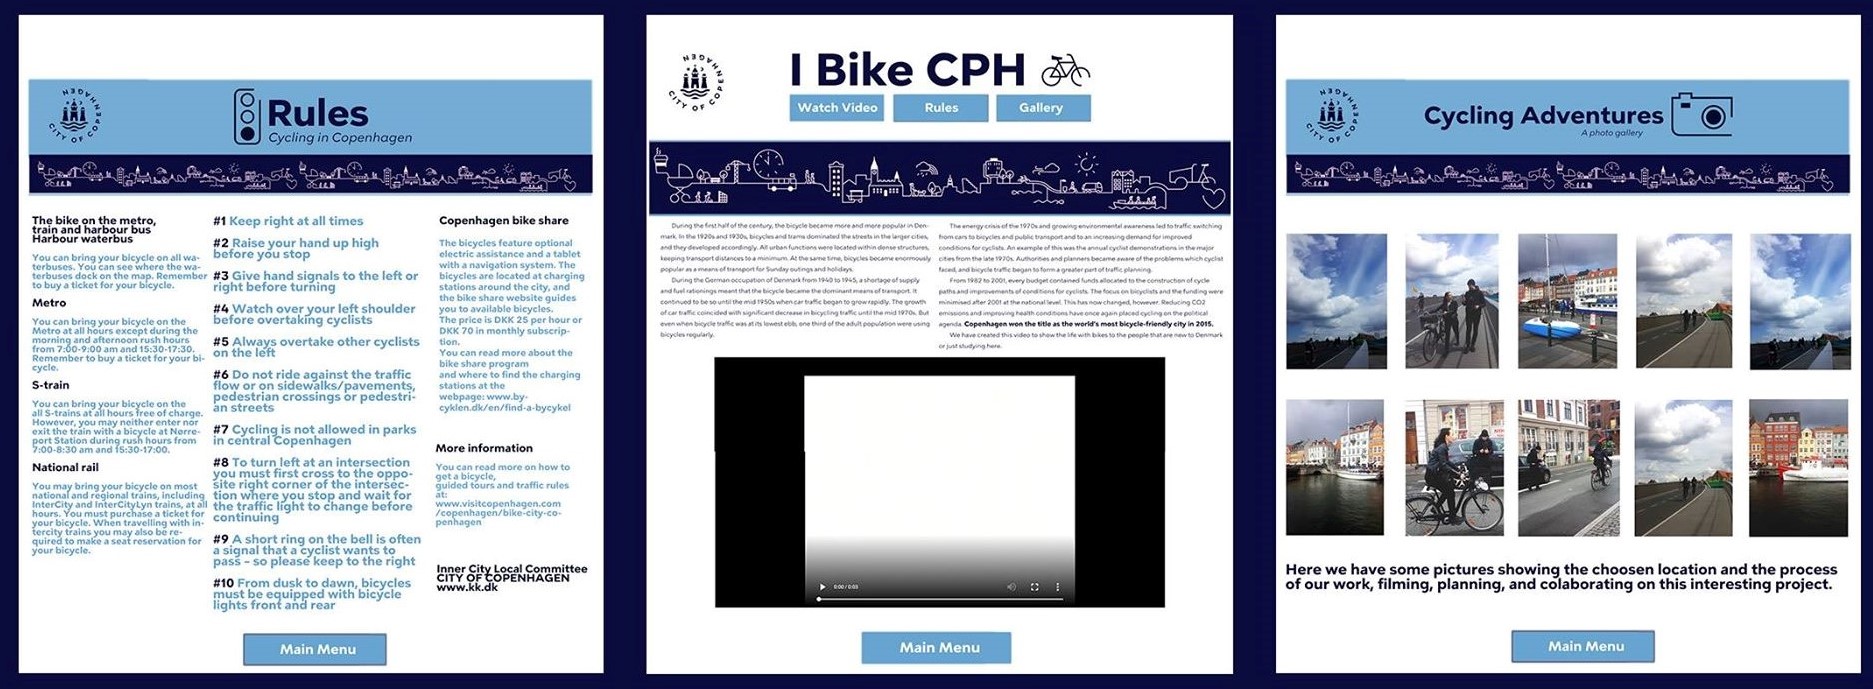 COPENHAGEN
CITY OF COPENHAGEN
Rules
Cycling in Copenhagen
The bike on the metro,
train and harbour bus
Harbour waterbus
You can bring your bicycle on all wa-
terbuses. You can see where the wa-
terbuses dock on the map. Remember
to buy a ticket for your bicycle.
Metro
You can bring your bicycle on the
Metro at all hours except during the
morning and afternoon rush hours
from 7:00-9:00 am and 15:30-17:30.
Remember to buy a ticket for your bi-
cycle.
S-train
You can bring your bicycle on the
all S-trains at all hours free of charge.
However, you may neither enter nor
exit the train with a bicycle at Nørre-
port Station during rush hours from
7:00-8:30 am and 15:30-17:00.
National rail
You may bring your bicycle on most
national and regional trains, including
InterCity and InterCityLyn trains, at all
hours. You must purchase a ticket for
your bicycle. When travelling with in-
tercity trains you may also be re-
quired to make a seat reservation for
your bicycle.
#1 Keep right at all times
#2 Raise your hand up high
before you stop
#3 Give hand signals to the left or
right before turning
#4 Watch over your left shoulder
before overtaking cyclists
#5 Always overtake other cyclists
on the left
#6 Do not ride against the traffic
flow or on sidewalks/pavements,
pedestrian crossings or pedestri-
an streets
#7 Cycling is not allowed in parks
in central Copenhagen
#8 To turn left at an intersection
you must first cross to the oppo-
site right corner of the intersec-
tion where you stop and wait for
the traffic light to change before
continuing
#9 A short ring on the bell is often
a signal that a cyclist wants to
pass - so please keep to the right
#10 From dusk to dawn, bicycles
must be equipped with bicycle
lights front and rear
Copenhagen bike share
The bicycles feature optional
electric assistance and a tablet
with a navigation system. The
bicycles are located at charging
stations around the city, and
the bike share website guides
you to available bicycles.
The price is DKK 25 per hour or
DKK 70 in monthly subscrip-
tion.
You can read more about the
bike share program
and where to find the charging
stations at the
webpage: www.by-
cyklen.dk/en/find-a-bycykel
More information
You can read more on how to
get a bicycle,
guided tours and traffic rules
at:
www.visitcopenhagen.com
/copenhagen/bike-city-co-
penhagen
Inner City Local Committee
CITY OF COPENHAGEN
www.kk.dk
Main Menu
COPENHAGEN
CITY OF COPENHAGEN
I Bike CPH
Watch Video Rules Gallery
During the first half of the century, the bicycle became more and more popular in Den-
mark. In the 1920s and 1930s, bicycles and trams dominated the streets in the larger cities,
and they developed accordingly. All urban functions were located within dense structures,
keeping transport distances to a minimum. At the same time, bicycles became enormously
popular as a means of transport for Sunday outings and holidays.
During the German occupation of Denmark from 1940 to 1945, a shortage of supply
and fuel rationings meant that the bicycle became the dominant means of transport. It
continued to be so until the mid 1950s when car traffic began to grow rapidly. The growth
of car traffic coincided with significant decrease in bicycling traffic until the mid 1970s. But
even when bicycle traffic was at its lowest ebb, one third of the adult population were using
bicycles regularly.
The energy crisis of the 1970s and growing environmental awareness led to traffic switching
from cars to bicycles and public transport and to an increasing demand for improved
conditions for cyclists. An example of this was the annual cyclist demonstrations in the major
cities from the late 1970s. Authorities and planners became aware of the problems which cyclist
faced, and bicycle traffic began to form a greater part of traffic planning.
From 1982 to 2001, every budget contained funds allocated to the construction of cycle
paths and improvements of conditions for cyclists. The focus on bicyclists and the funding were
minimised after 2001 at the national level. This has now changed, however. Reducing CO2
emissions and improving health conditions have once again placed cycling on the political
agenda. Copenhagen won the title as the world's most bicycle-friendly city in 2015.
We have created this video to show the life with bikes to the people that are new to Denmark
or just studying here.
0:00 / 0:03
Main Menu
COPENHAGEN
CITY OF COPENHAGEN
Cycling Adventures
A photo gallery
Here we have some pictures showing the choosen location and the process
of our work, filming, planning, and colaborating on this interesting project.
Main Menu